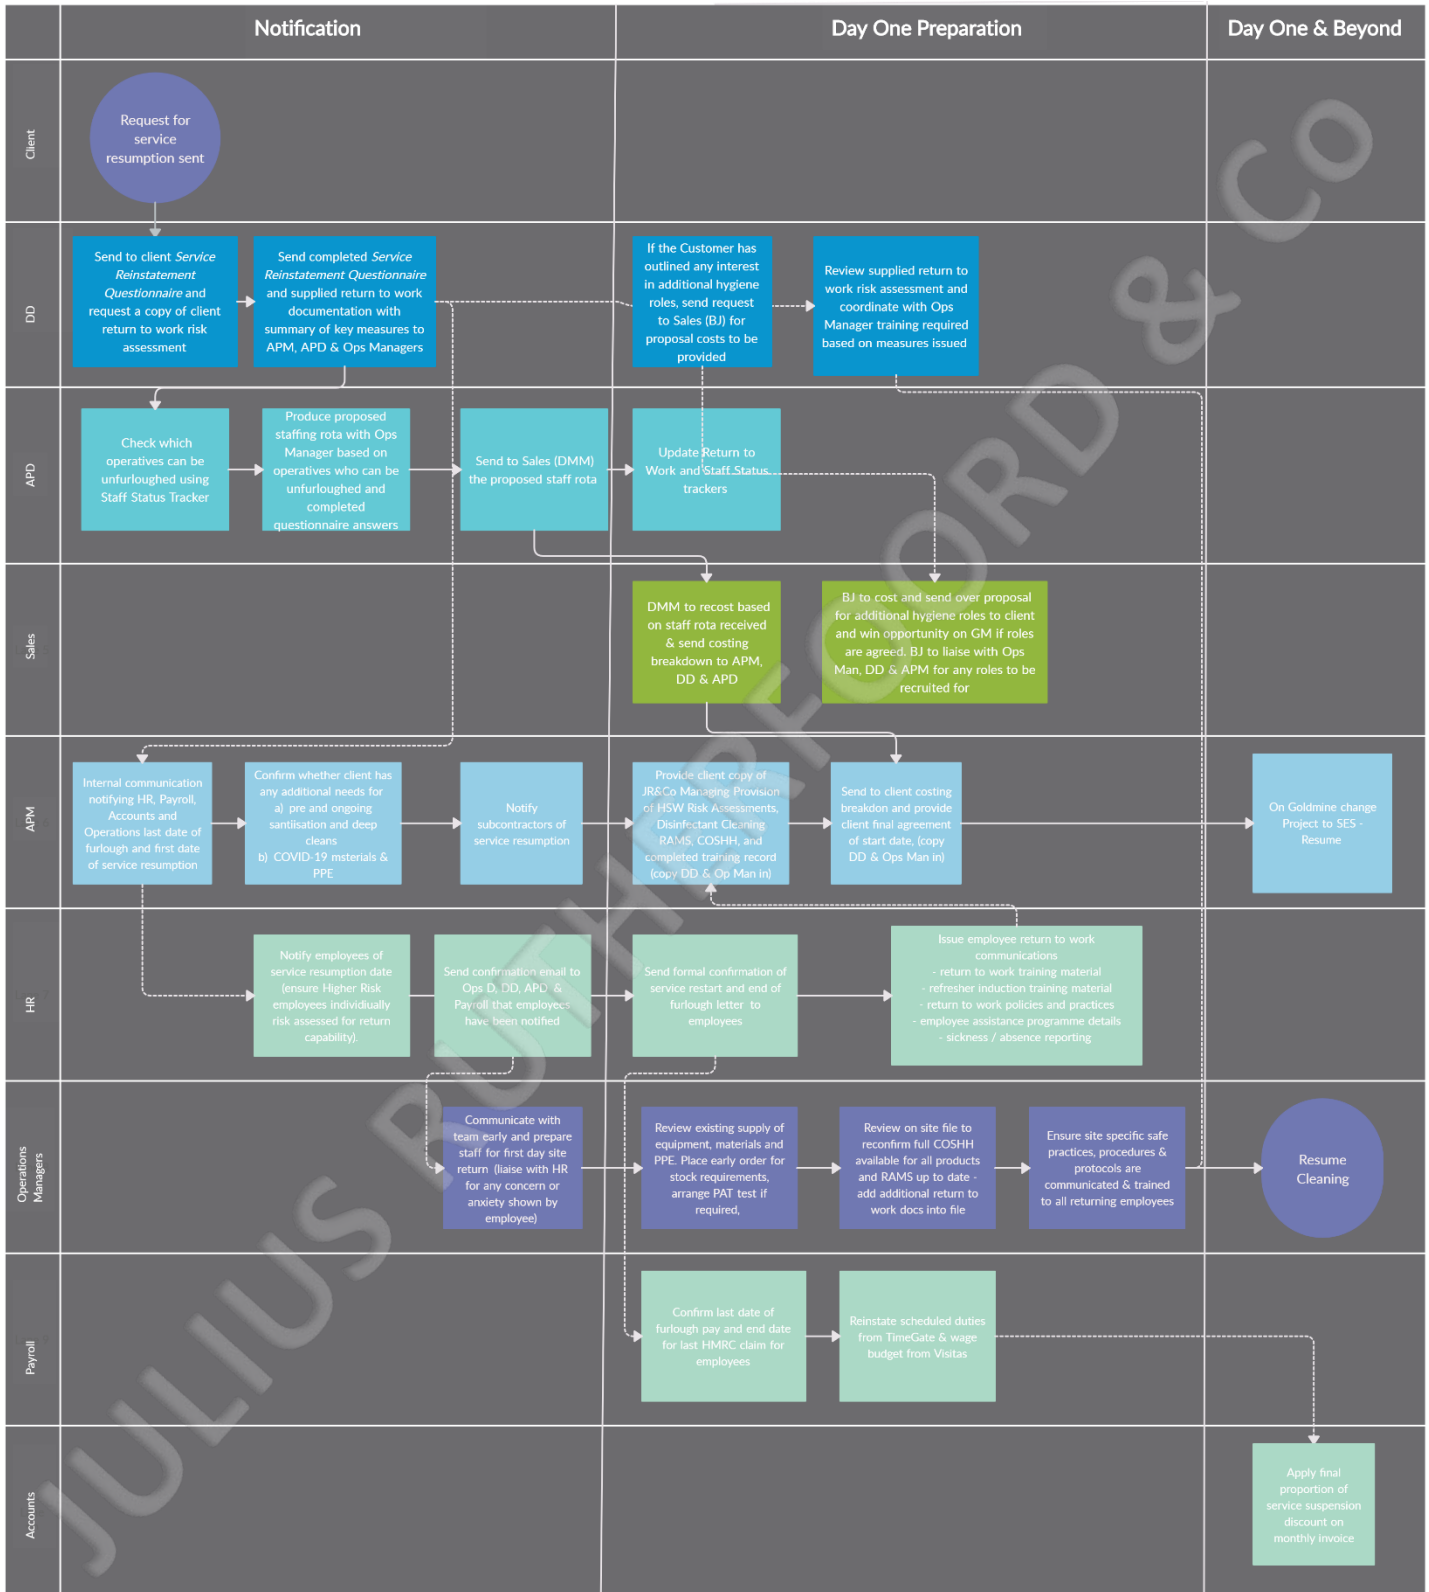 Notification
Day One Preparation
Day One & Beyond
Client
Request for
service
resumption sent
DD
Send to client Service
Reinstatement
Questionnaire and
request a copy of client
return to work risk
assessment
Send completed Service
Reinstatement Questionnaire
and supplied return to work
documentation with
summary of key measures to
APM, APD & Ops Managers
If the Customer has
outlined any interest
in additional hygiene
roles, send request
to Sales (BJ) for
proposal costs to be
provided
Review supplied return to
work risk assessment and
coordinate with Ops
Manager training required
based on measures issued
APD
Check which
operatives can be
unfurloughed using
Staff Status Tracker
Produce proposed
staffing rota with Ops
Manager based on
operatives who can be
unfurloughed and
completed
questionnaire answers
Send to Sales (DMM)
the proposed staff rota
Update Return to
Work and Staff Status
trackers
Sales
DMM to recost based
on staff rota received
& send costing
breakdown to APM,
DD & APD
BJ to cost and send over proposal
for additional hygiene roles to client
and win opportunity on GM if roles
are agreed. BJ to liaise with Ops
Man, DD & APM for any roles to be
recruited for
APM
Internal communication
notifying HR, Payroll,
Accounts and
Operations last date of
furlough and first date
of service resumption
Confirm whether client has
any additional needs for
a) pre and ongoing
santiisation and deep
cleans
b) COVID-19 msterials &
PPE
Notify
subcontractors of
service resumption
Provide client copy of
JR&Co Managing Provision
of HSW Risk Assessments,
Disinfectant Cleaning
RAMS, COSHH, and
completed training record
(copy DD & Op Man in)
Send to client costing
breakdon and provide
client final agreement
of start date, (copy
DD & Ops Man in)
On Goldmine change
Project to SES -
Resume
HR
Notify employees of
service resumption date
(ensure Higher Risk
employees individiually
risk assessed for return
capability).
Send confirmation email to
Ops D, DD, APD &
Payroll that employees
have been notified
Send formal confirmation of
service restart and end of
furlough letter to
employees
Issue employee return to work
communications
- return to work training material
- refresher induction training material
- return to work policies and practices
- employee assistance programme details
- sickness / absence reporting
Operations
Managers
Communicate with
team early and prepare
staff for first day site
return (liaise with HR
for any concern or
anxiety shown by
employee)
Review existing supply of
equipment, materials and
PPE. Place early order for
stock requirements,
arrange PAT test if
required,
Review on site file to
reconfirm full COSHH
available for all products
and RAMS up to date -
add additional return to
work docs into file
Ensure site specific safe
practices, procedures &
protocols are
communicated & trained
to all returning employees
Resume
Cleaning
Payroll
Confirm last date of
furlough pay and end date
for last HMRC claim for
employees
Reinstate scheduled duties
from TimeGate & wage
budget from Visitas
Accounts
Apply final
proportion of
service suspension
discount on
monthly invoice
JULIUS RUTHERFOORD & Co